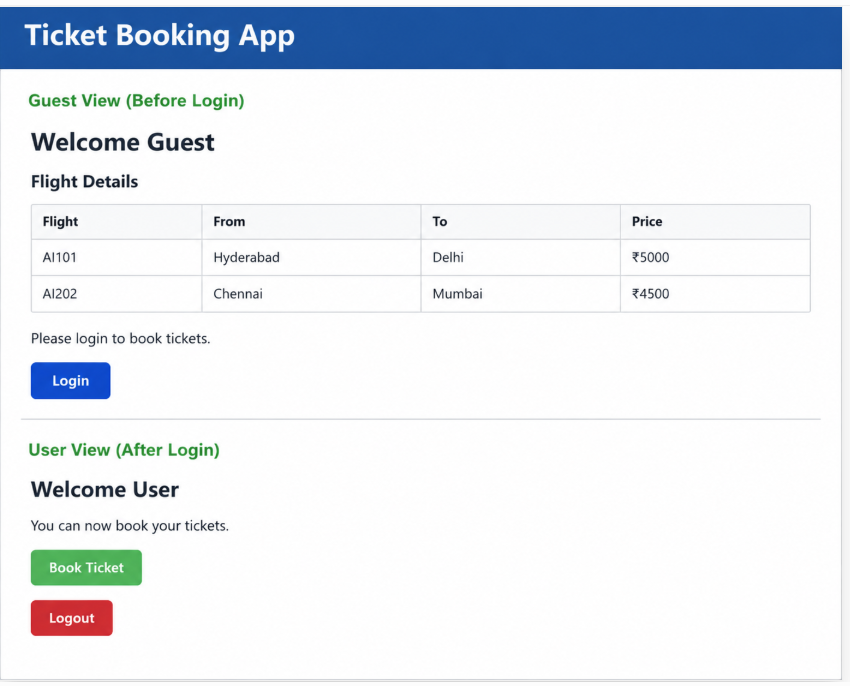 Ticket Booking App
Guest View (Before Login)
Welcome Guest
Flight Details
Flight From To Price
AI101 Hyderabad Delhi ₹5000
AI202 Chennai Mumbai ₹4500
Please login to book tickets.
Login
User View (After Login)
Welcome User
You can now book your tickets.
Book Ticket
Logout